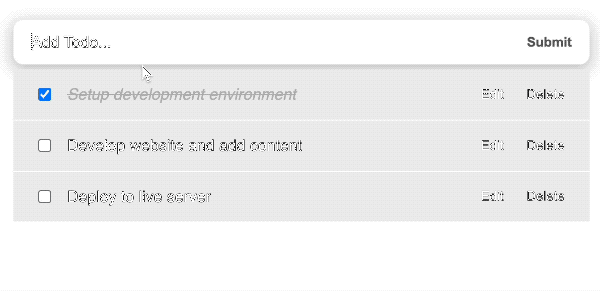 Add Todo... Submit
Setup development environment Edit Delete
Develop website and add content Edit Delete
Deploy to live server Edit Delete